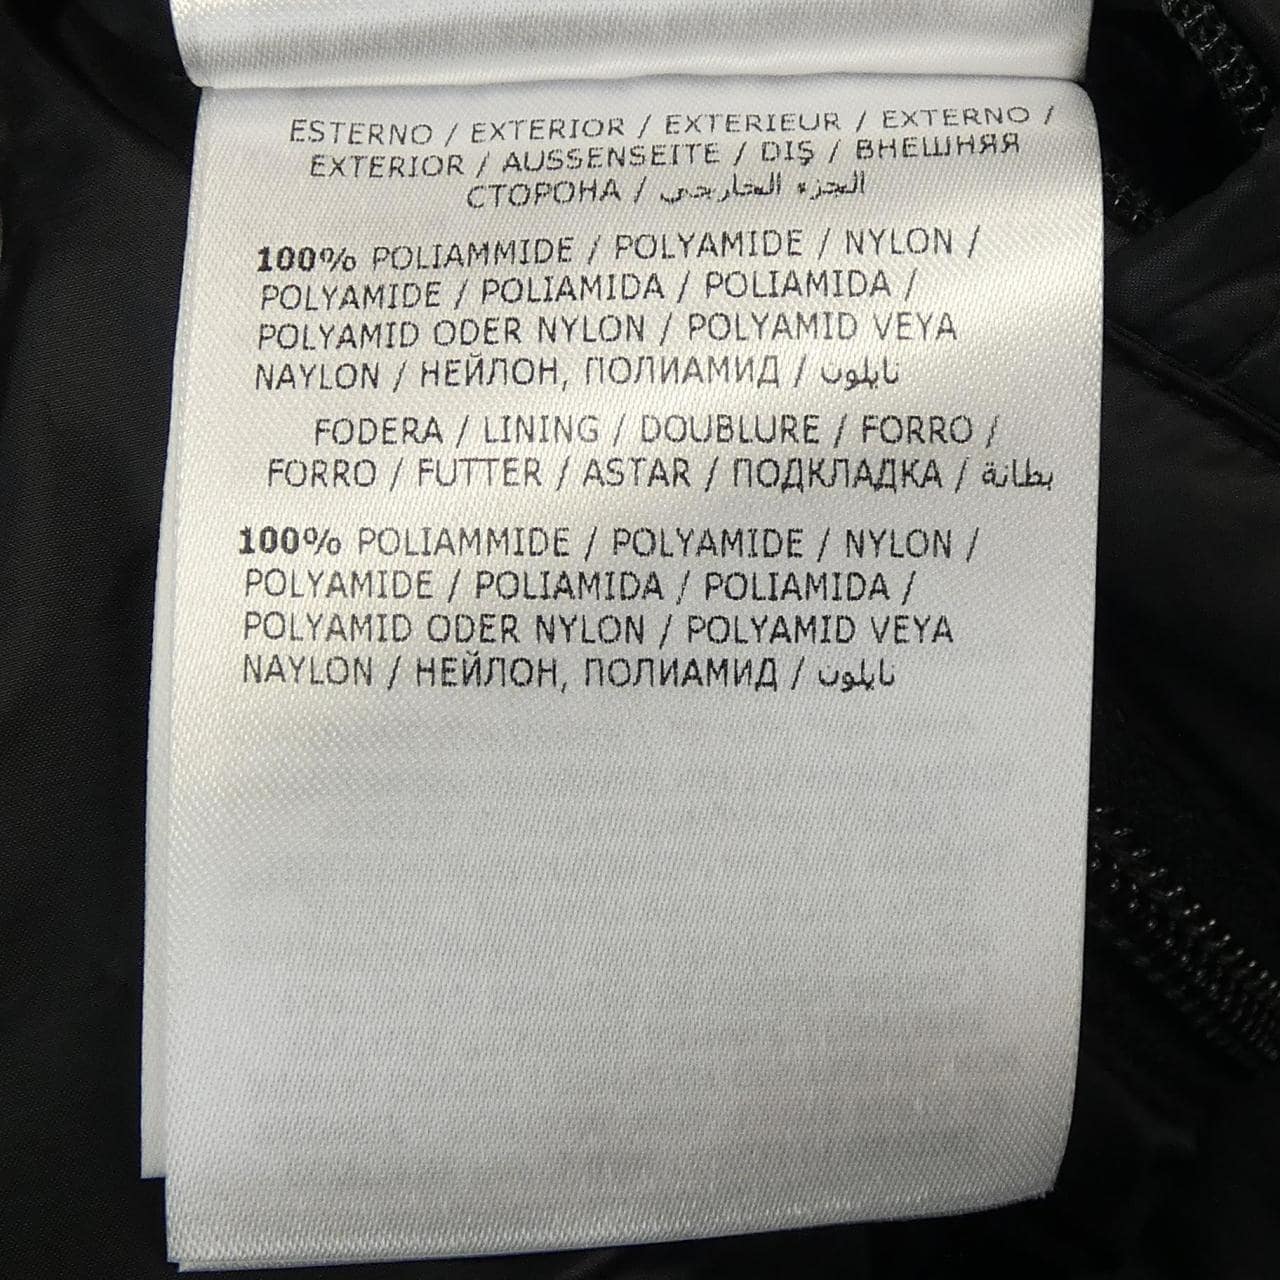 ESTERNO / EXTERIOR / EXTERIEUR / EXTERNO /
EXTERIOR / AUSSENSEITE / DIŞ / ВНЕШНЯЯ
СТОРОНА / الجزء الخارجي
100% POLIAMMIDE / POLYAMIDE / NYLON /
POLYAMIDE / POLIAMIDA / POLIAMIDA /
POLYAMID ODER NYLON / POLYAMID VEYA
NAYLON / НЕЙЛОН, ПОЛИАМИД / نايلون
FODERA / LINING / DOUBLURE / FORRO /
FORRO / FUTTER / ASTAR / ПОДКЛАДКА / بطانة
100% POLIAMMIDE / POLYAMIDE / NYLON /
POLYAMIDE / POLIAMIDA / POLIAMIDA /
POLYAMID ODER NYLON / POLYAMID VEYA
NAYLON / НЕЙЛОН, ПОЛИАМИД / نايلون